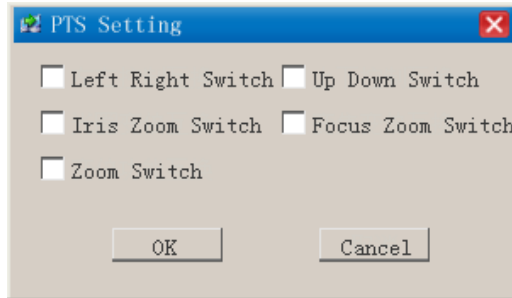 PTS Setting
Left Right Switch Up Down Switch
Iris Zoom Switch Focus Zoom Switch
Zoom Switch
OK Cancel